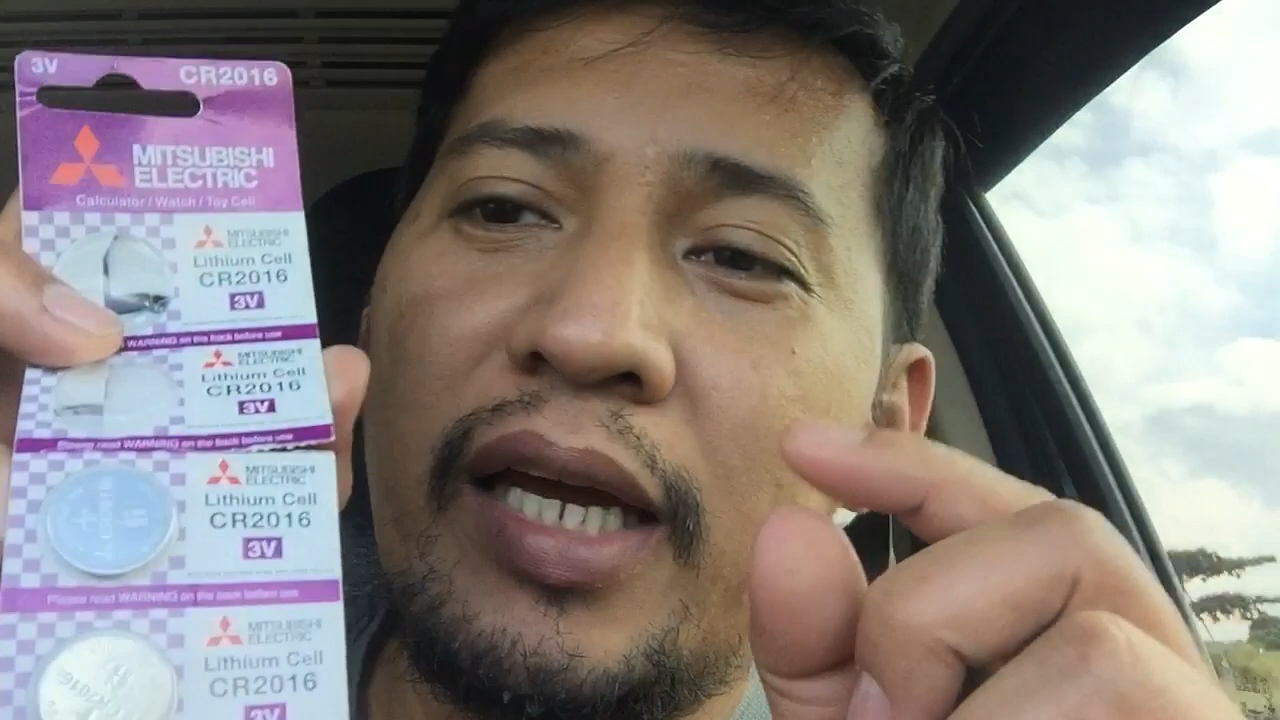 3V
CR2016
MITSUBISHI
ELECTRIC
Calculator / Watch / Toy Cell
MITSUBISHI
ELECTRIC
Lithium Cell
CR2016
3V
WARNING on the back before use
MITSUBISHI
ELECTRIC
Lithium Cell
CR2016
3V
Please read WARNING on the back before use
MITSUBISHI
ELECTRIC
Lithium Cell
CR2016
3V
Please read WARNING on the back before use
MITSUBISHI
ELECTRIC
Lithium Cell
CR2016
3V
CR2016